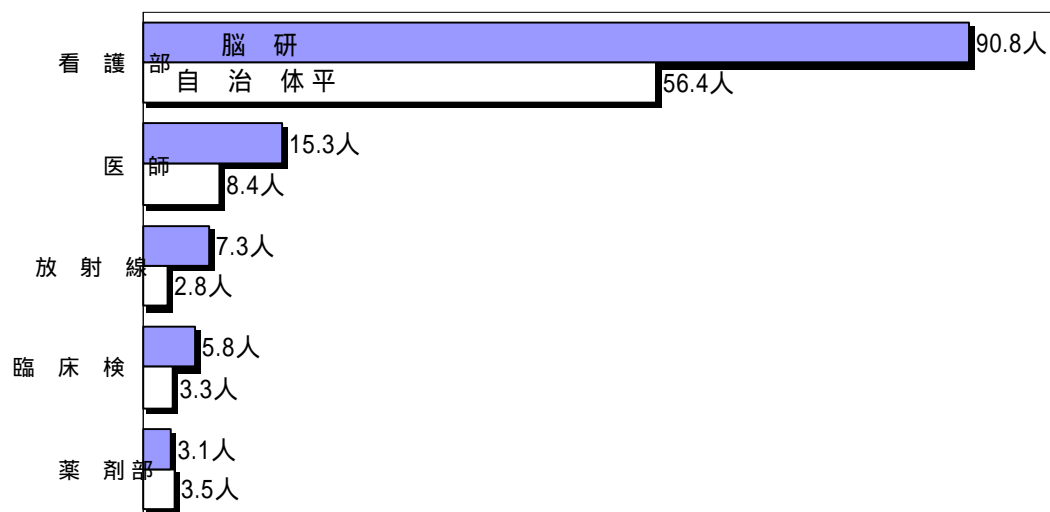 看護部
脳研
90.8人
自治体平
56.4人
医師
15.3人
8.4人
放射線
7.3人
2.8人
臨床検
5.8人
3.3人
薬剤部
3.1人
3.5人